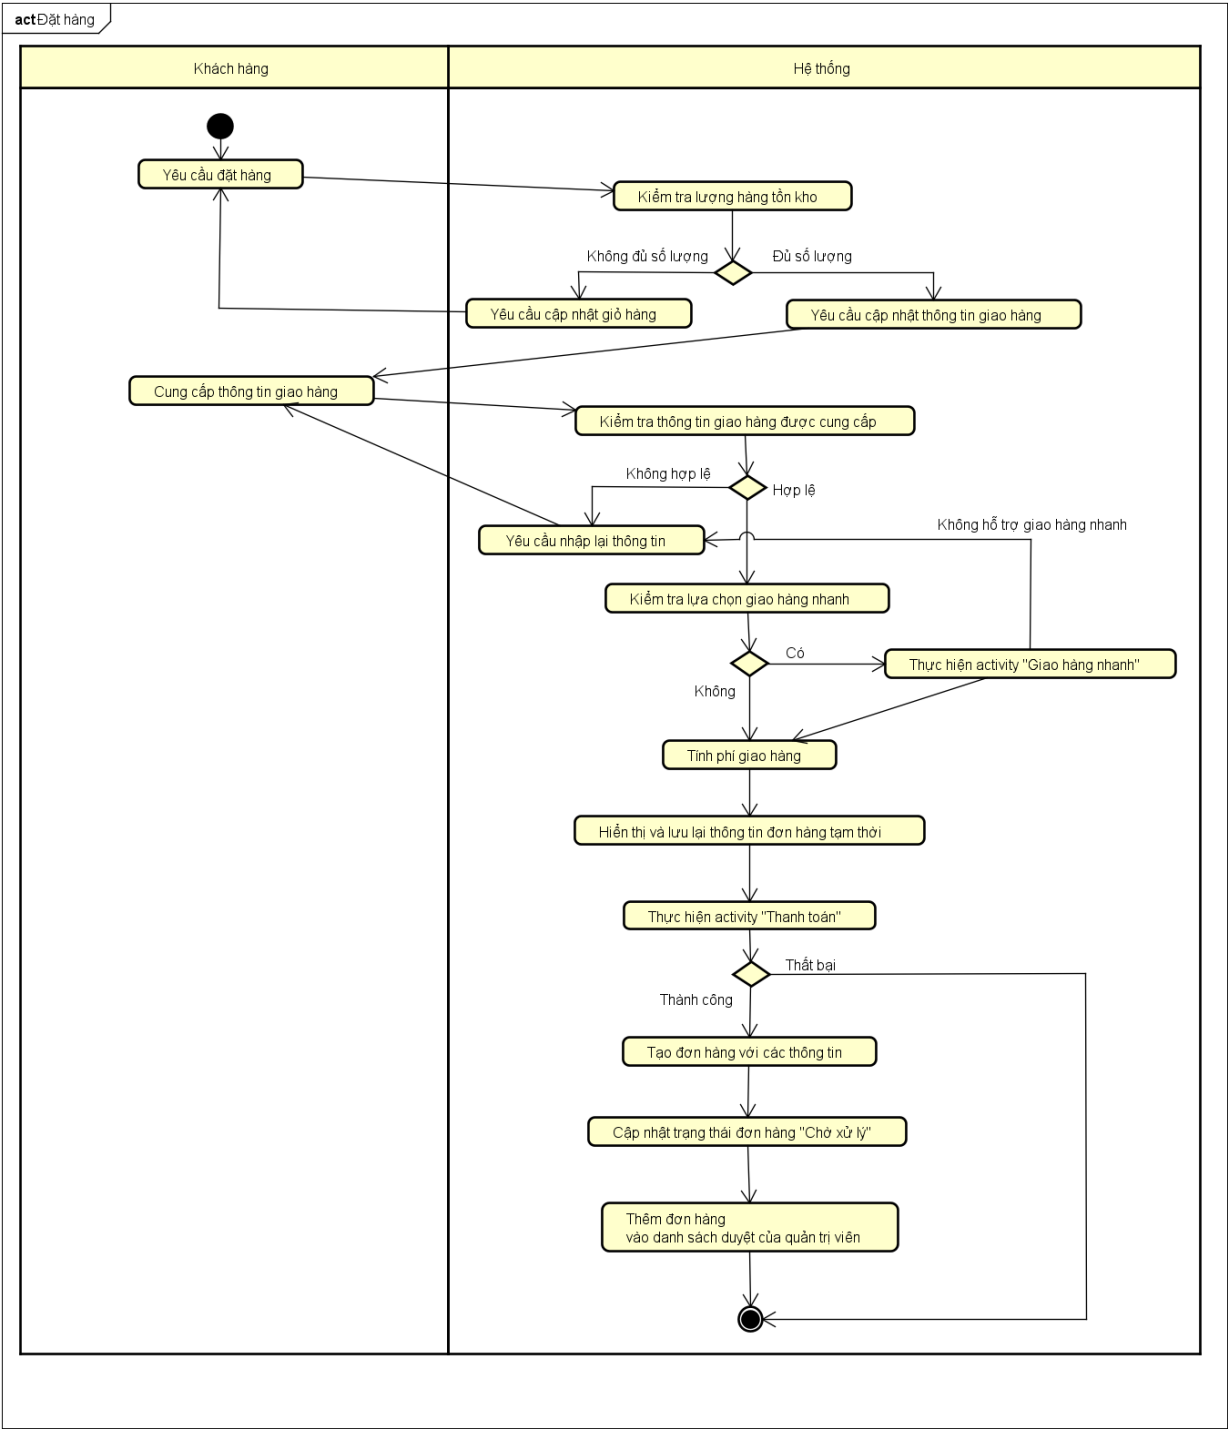 act Đặt hàng
Khách hàng
Hệ thống
Yêu cầu đặt hàng
Kiểm tra lượng hàng tồn kho
Không đủ số lượng
Đủ số lượng
Yêu cầu cập nhật giỏ hàng
Yêu cầu cập nhật thông tin giao hàng
Cung cấp thông tin giao hàng
Kiểm tra thông tin giao hàng được cung cấp
Không hợp lệ
Hợp lệ
Không hỗ trợ giao hàng nhanh
Yêu cầu nhập lại thông tin
Kiểm tra lựa chọn giao hàng nhanh
Có
Thực hiện activity "Giao hàng nhanh"
Không
Tính phí giao hàng
Hiển thị và lưu lại thông tin đơn hàng tạm thời
Thực hiện activity "Thanh toán"
Thất bại
Thành công
Tạo đơn hàng với các thông tin
Cập nhật trạng thái đơn hàng "Chờ xử lý"
Thêm đơn hàng
vào danh sách duyệt của quản trị viên